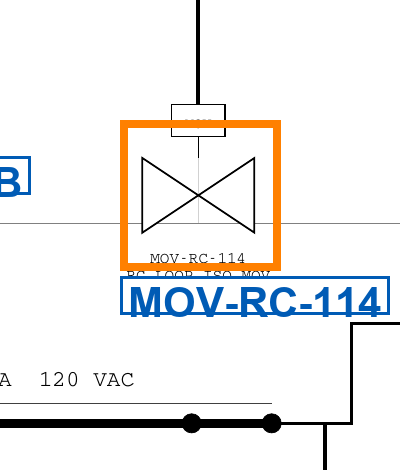 B
MOV-RC-114
RC LOOP ISO MOV
MOV-RC-114
A 120 VAC